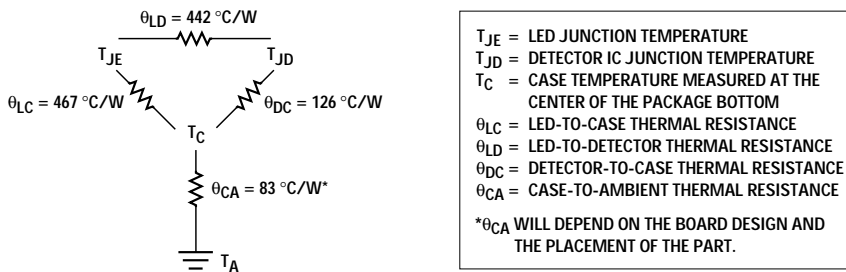 θLD = 442 °C/W
TJE TJD
θLC = 467 °C/W θDC = 126 °C/W
TC
θCA = 83 °C/W*
TA
TJE = LED JUNCTION TEMPERATURE
TJD = DETECTOR IC JUNCTION TEMPERATURE
TC = CASE TEMPERATURE MEASURED AT THE
CENTER OF THE PACKAGE BOTTOM
θLC = LED-TO-CASE THERMAL RESISTANCE
θLD = LED-TO-DETECTOR THERMAL RESISTANCE
θDC = DETECTOR-TO-CASE THERMAL RESISTANCE
θCA = CASE-TO-AMBIENT THERMAL RESISTANCE
*θCA WILL DEPEND ON THE BOARD DESIGN AND
THE PLACEMENT OF THE PART.